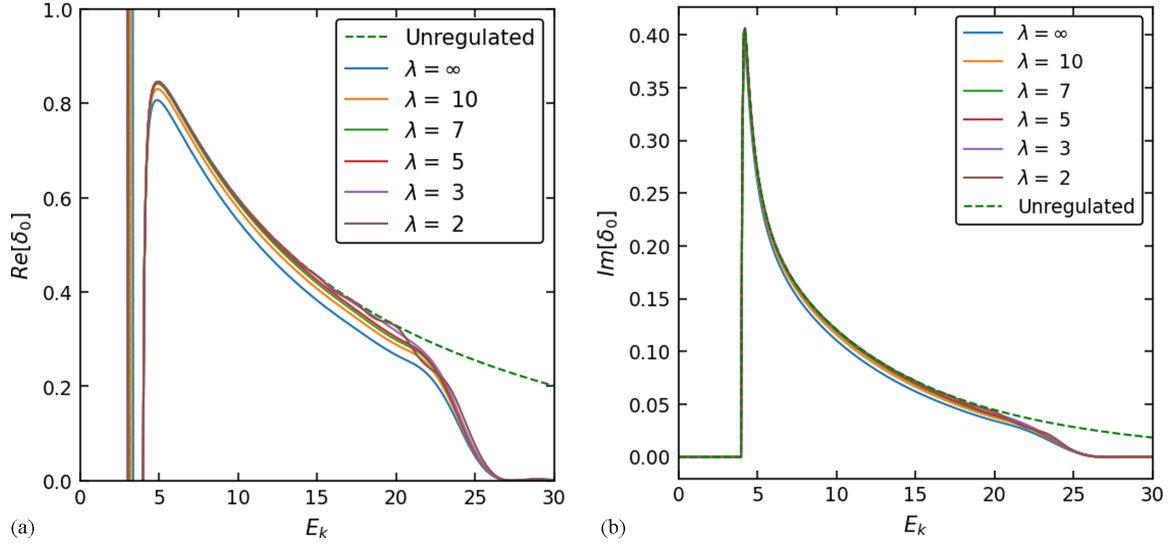 1.0
0.8
0.6
0.4
0.2
0.0
Re[δ₀]
Unregulated
λ = ∞
λ = 10
λ = 7
λ = 5
λ = 3
λ = 2
0 5 10 15 20 25 30
(a)
E_k
0.40
0.35
0.30
0.25
0.20
0.15
0.10
0.05
0.00
Im[δ₀]
λ = ∞
λ = 10
λ = 7
λ = 5
λ = 3
λ = 2
Unregulated
0 5 10 15 20 25 30
(b)
E_k